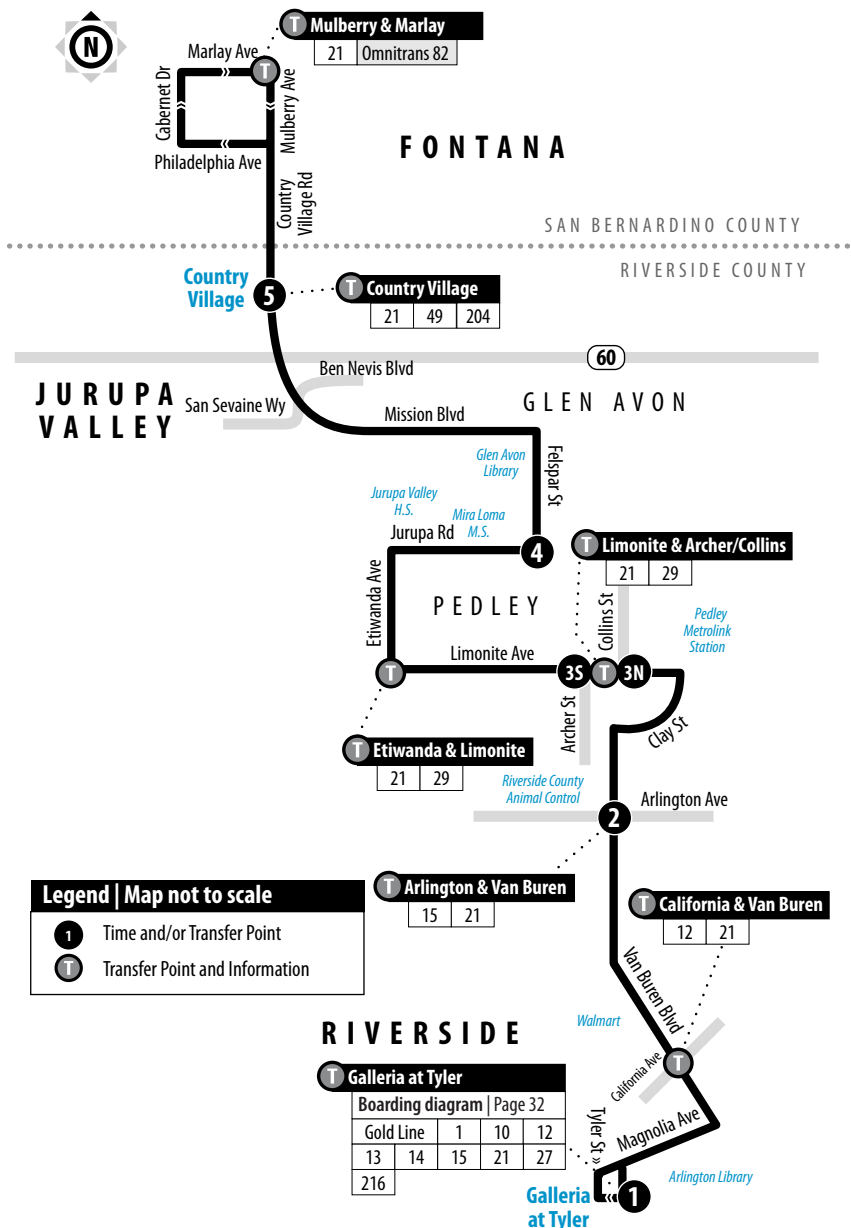 N
T Mulberry & Marlay
21 Omnitrans 82
Marlay Ave
T
Cabernet Dr
Mulberry Ave
Philadelphia Ave
FONTANA
Country
Village Rd
SAN BERNARDINO COUNTY
RIVERSIDE COUNTY
Country
Village
5
T Country Village
21 49 204
60
Ben Nevis Blvd
JURUPA
VALLEY
San Sevaine Wy
GLEN AVON
Mission Blvd
Glen Avon
Library
Felspar St
Jurupa Valley
H.S.
Mira Loma
M.S.
Jurupa Rd
4
T Limonite & Archer/Collins
21 29
Etiwanda Ave
PEDLEY
Collins St
Pedley
Metrolink
Station
Limonite Ave
T
3S T 3N
Archer St
Clay St
T Etiwanda & Limonite
21 29
Riverside County
Animal Control
Arlington Ave
2
T Arlington & Van Buren
15 21
T California & Van Buren
12 21
Legend | Map not to scale
1 Time and/or Transfer Point
T Transfer Point and Information
Van Buren Blvd
Walmart
RIVERSIDE
California Ave
T
T Galleria at Tyler
Boarding diagram | Page 32
Gold Line 1 10 12
13 14 15 21 27
216
Tyler St »
Magnolia Ave
Arlington Library
Galleria
at Tyler
1